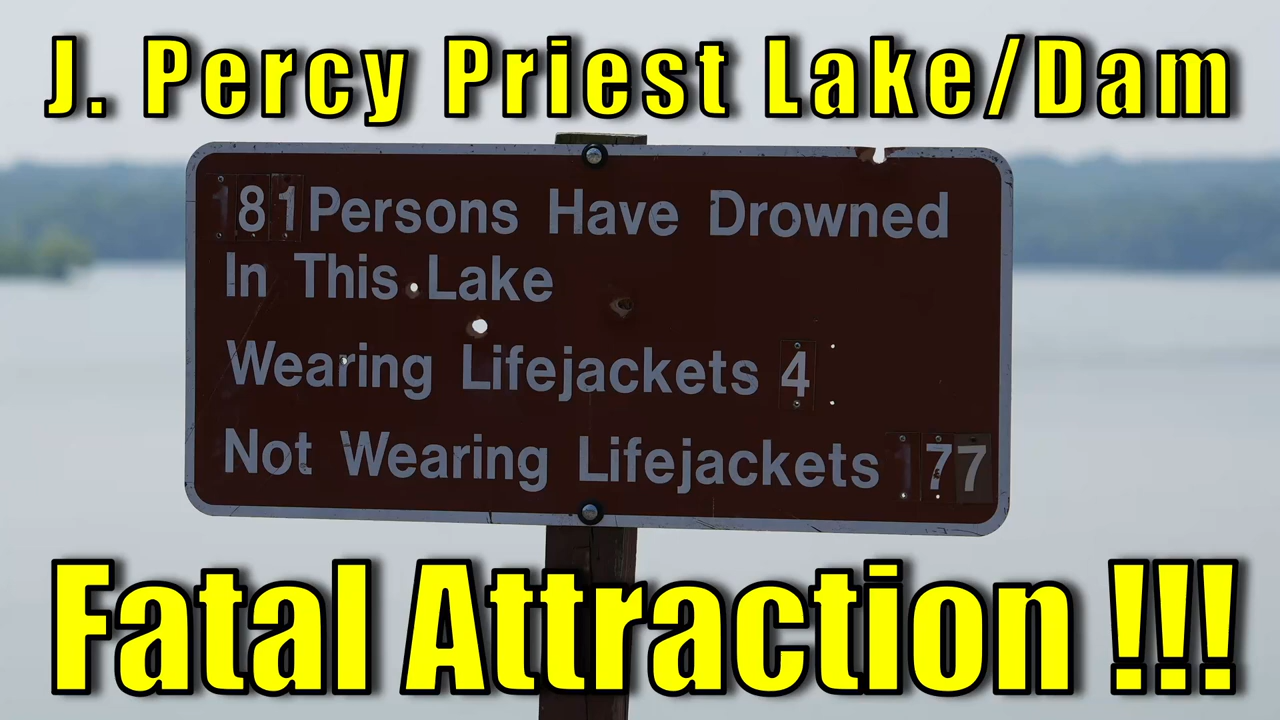 J. Percy Priest Lake/Dam
181 Persons Have Drowned
In This Lake
Wearing Lifejackets 4
Not Wearing Lifejackets 177
Fatal Attraction !!!